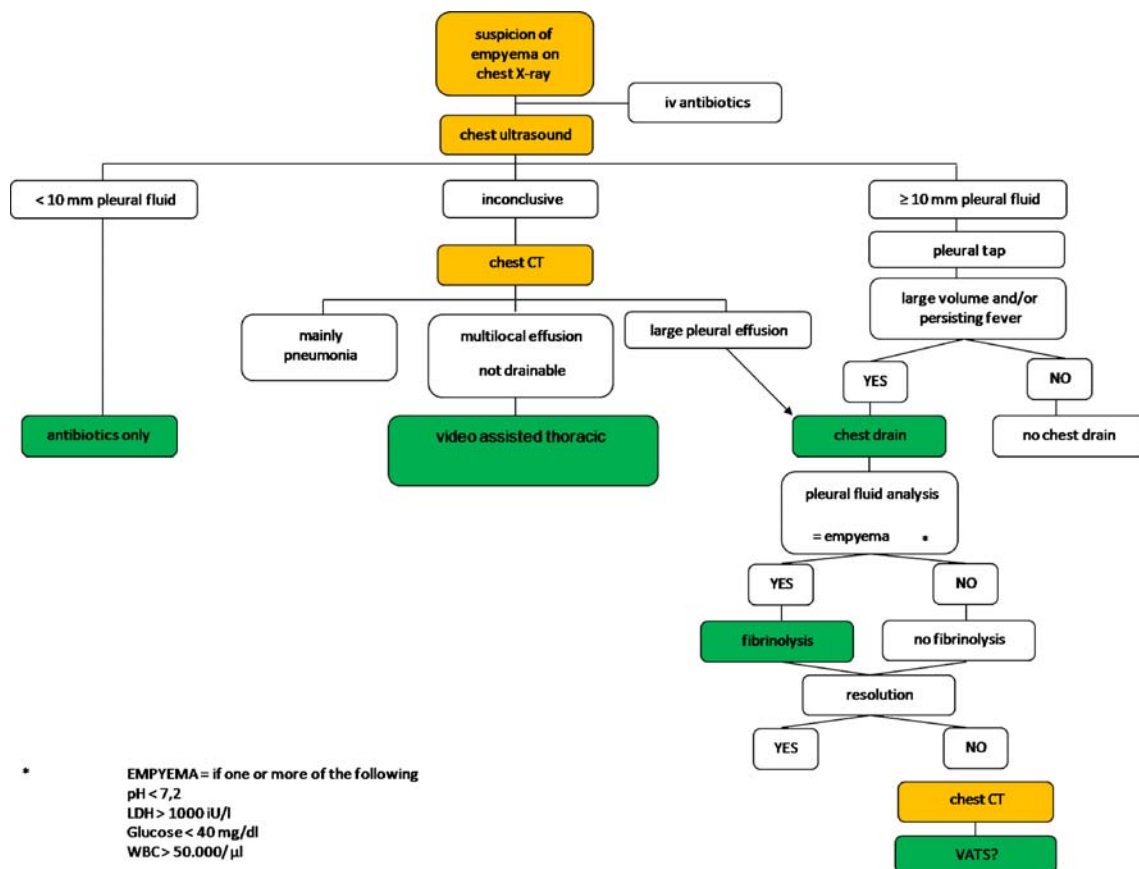 suspicion of
empyema on
chest X-ray
iv antibiotics
chest ultrasound
< 10 mm pleural fluid
inconclusive
≥ 10 mm pleural fluid
pleural tap
chest CT
large volume and/or
persisting fever
mainly
pneumonia
multilocal effusion
not drainable
large pleural effusion
YES
NO
antibiotics only
video assisted thoracic
chest drain
no chest drain
pleural fluid analysis
= empyema *
YES
NO
fibrinolysis
no fibrinolysis
resolution
YES
NO
* EMPYEMA = if one or more of the following
pH < 7,2
LDH > 1000 iU/l
Glucose < 40 mg/dl
WBC > 50.000/ µl
chest CT
VATS?